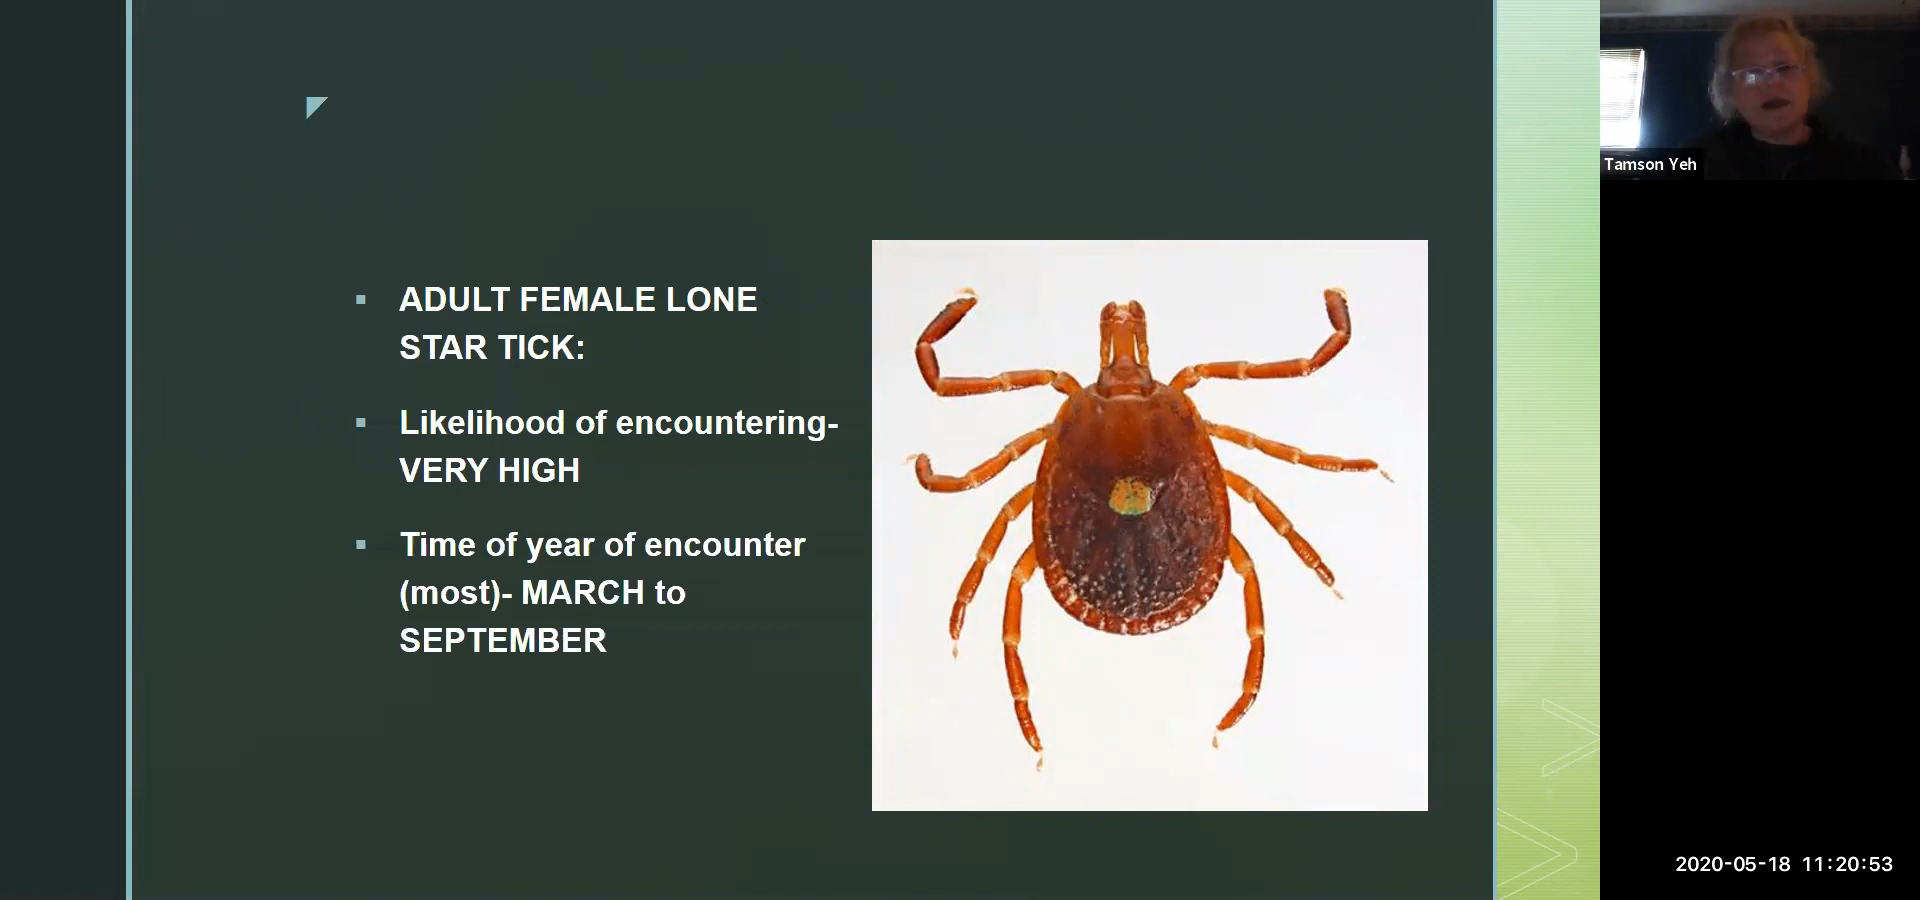 ADULT FEMALE LONE
STAR TICK:
Likelihood of encountering-
VERY HIGH
Time of year of encounter
(most)- MARCH to
SEPTEMBER
Tamson Yeh
2020-05-18 11:20:53